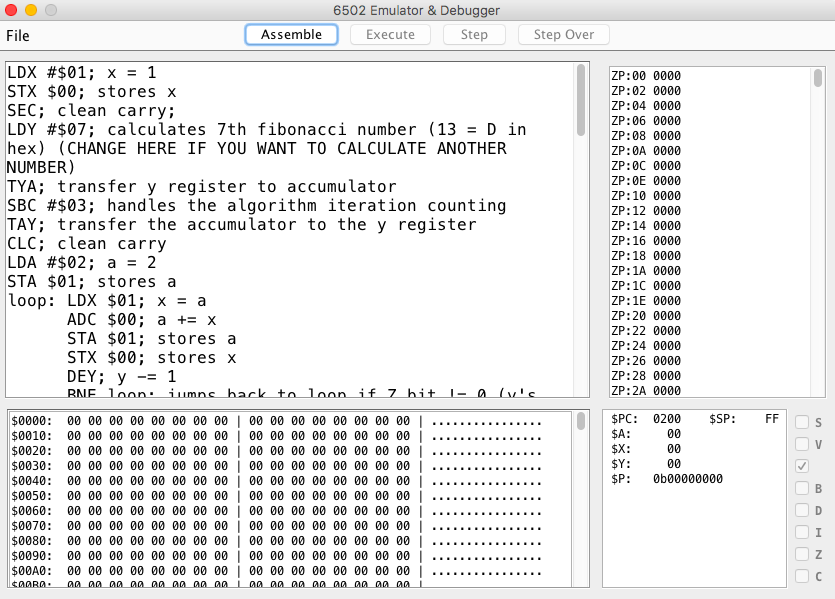 6502 Emulator & Debugger
File
Assemble
Execute
Step
Step Over
LDX #$01; x = 1
STX $00; stores x
SEC; clean carry;
LDY #$07; calculates 7th fibonacci number (13 = D in
hex) (CHANGE HERE IF YOU WANT TO CALCULATE ANOTHER
NUMBER)
TYA; transfer y register to accumulator
SBC #$03; handles the algorithm iteration counting
TAY; transfer the accumulator to the y register
CLC; clean carry
LDA #$02; a = 2
STA $01; stores a
loop: LDX $01; x = a
ADC $00; a += x
STA $01; stores a
STX $00; stores x
DEY; y -= 1
BNE loop; jumps back to loop if Z bit != 0 (y's
ZP:00 0000
ZP:02 0000
ZP:04 0000
ZP:06 0000
ZP:08 0000
ZP:0A 0000
ZP:0C 0000
ZP:0E 0000
ZP:10 0000
ZP:12 0000
ZP:14 0000
ZP:16 0000
ZP:18 0000
ZP:1A 0000
ZP:1C 0000
ZP:1E 0000
ZP:20 0000
ZP:22 0000
ZP:24 0000
ZP:26 0000
ZP:28 0000
ZP:2A 0000
$0000: 00 00 00 00 00 00 00 00 | 00 00 00 00 00 00 00 00 | ................
$0010: 00 00 00 00 00 00 00 00 | 00 00 00 00 00 00 00 00 | ................
$0020: 00 00 00 00 00 00 00 00 | 00 00 00 00 00 00 00 00 | ................
$0030: 00 00 00 00 00 00 00 00 | 00 00 00 00 00 00 00 00 | ................
$0040: 00 00 00 00 00 00 00 00 | 00 00 00 00 00 00 00 00 | ................
$0050: 00 00 00 00 00 00 00 00 | 00 00 00 00 00 00 00 00 | ................
$0060: 00 00 00 00 00 00 00 00 | 00 00 00 00 00 00 00 00 | ................
$0070: 00 00 00 00 00 00 00 00 | 00 00 00 00 00 00 00 00 | ................
$0080: 00 00 00 00 00 00 00 00 | 00 00 00 00 00 00 00 00 | ................
$0090: 00 00 00 00 00 00 00 00 | 00 00 00 00 00 00 00 00 | ................
$00A0: 00 00 00 00 00 00 00 00 | 00 00 00 00 00 00 00 00 | ................
$00B0: 00 00 00 00 00 00 00 00 | 00 00 00 00 00 00 00 00 |
$PC: 0200 $SP: FF
$A: 00
$X: 00
$Y: 00
$P: 0b00000000
S
V
B
D
I
Z
C